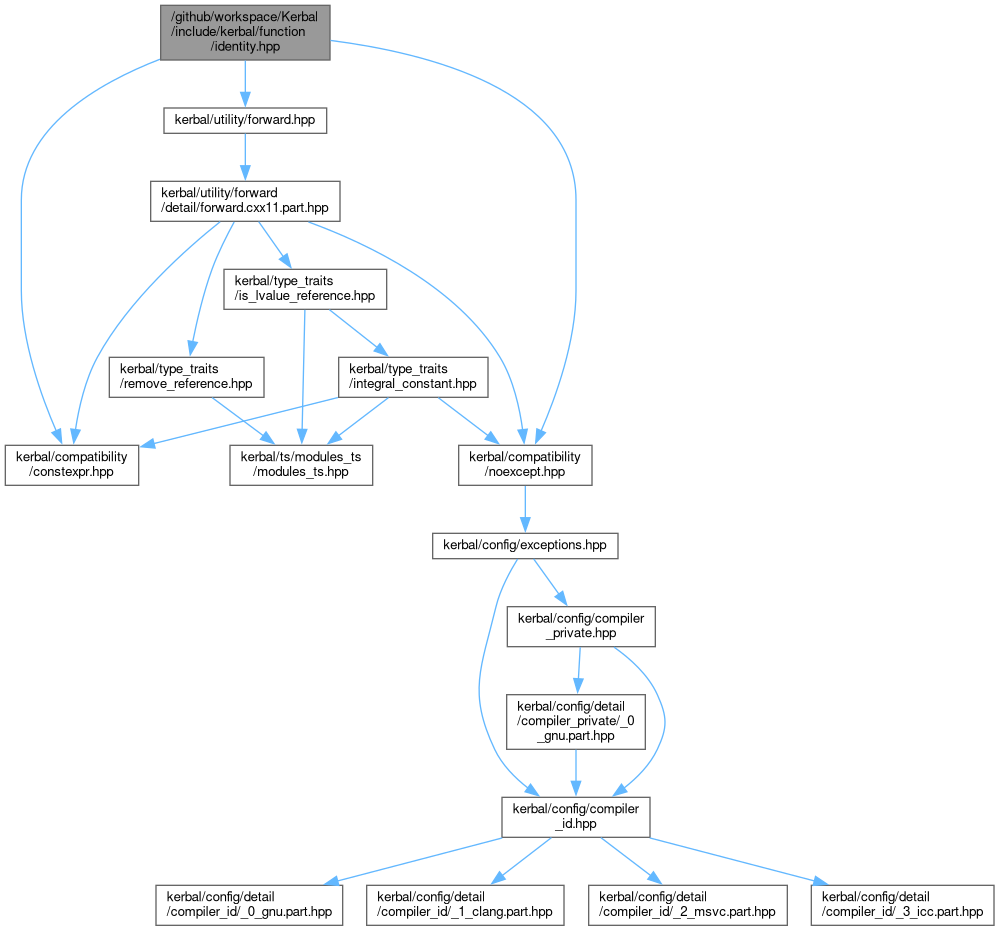 /github/workspace/Kerbal
/include/kerbal/function
/identity.hpp
kerbal/utility/forward.hpp
kerbal/utility/forward
/detail/forward.cxx11.part.hpp
kerbal/type_traits
/is_lvalue_reference.hpp
kerbal/type_traits
/remove_reference.hpp
kerbal/type_traits
/integral_constant.hpp
kerbal/compatibility
/constexpr.hpp
kerbal/ts/modules_ts
/modules_ts.hpp
kerbal/compatibility
/noexcept.hpp
kerbal/config/exceptions.hpp
kerbal/config/compiler
_private.hpp
kerbal/config/detail
/compiler_private/_0
_gnu.part.hpp
kerbal/config/compiler
_id.hpp
kerbal/config/detail
/compiler_id/_0_gnu.part.hpp
kerbal/config/detail
/compiler_id/_1_clang.part.hpp
kerbal/config/detail
/compiler_id/_2_msvc.part.hpp
kerbal/config/detail
/compiler_id/_3_icc.part.hpp